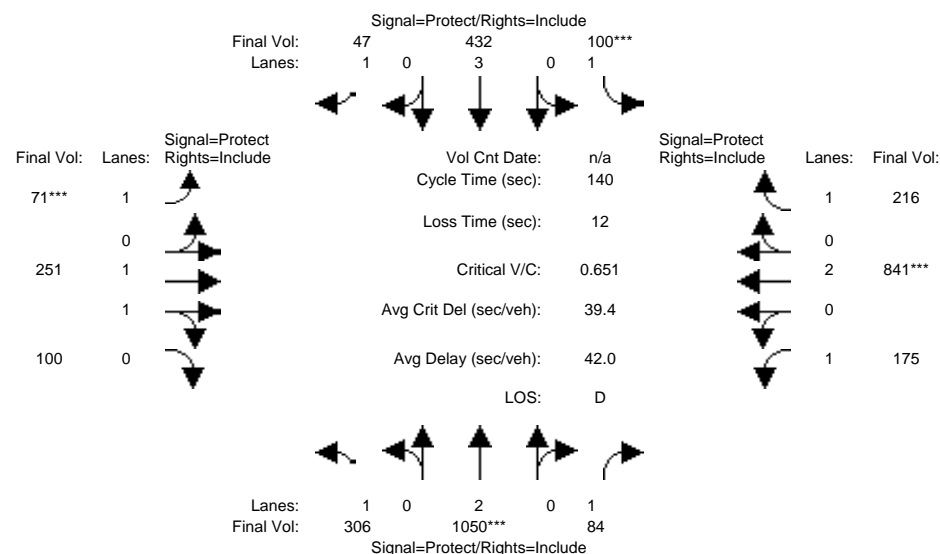 Signal=Protect/Rights=Include
Final Vol: 47 432 100***
Lanes: 1 0 3 0 1
Signal=Protect Signal=Protect
Final Vol: Lanes: Rights=Include Vol Cnt Date: n/a Rights=Include Lanes: Final Vol:
Cycle Time (sec): 140
71*** 1 1 216
Loss Time (sec): 12
0 0
251 1 Critical V/C: 0.651 2 841***
1 Avg Crit Del (sec/veh): 39.4 0
100 0 Avg Delay (sec/veh): 42.0 1 175
LOS: D
Lanes: 1 0 2 0 1
Final Vol: 306 1050*** 84
Signal=Protect/Rights=Include